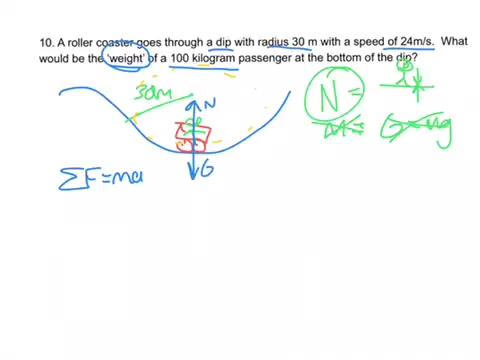 10. A roller coaster goes through a dip with radius 30 m with a speed of 24m/s. What
would be the 'weight' of a 100 kilogram passenger at the bottom of the dip?
30m
N
N=
G=mg
G
ΣF=ma